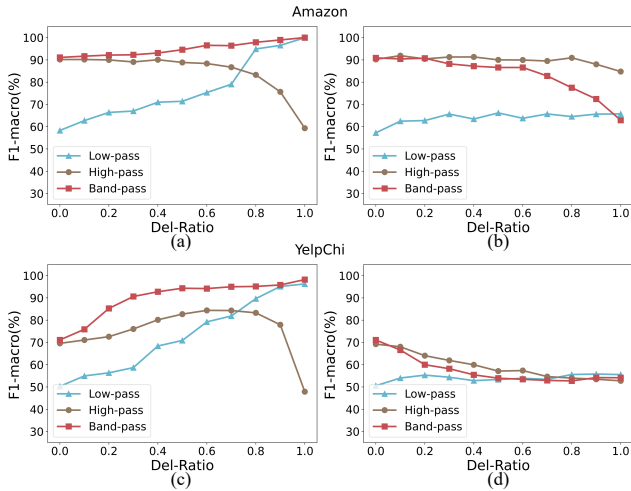 Amazon
100
90
80
70
60
50
40
30
F1-macro(%)
Low-pass
High-pass
Band-pass
0.0 0.2 0.4 0.6 0.8 1.0
Del-Ratio
(a)
100
90
80
70
60
50
40
30
F1-macro(%)
Low-pass
High-pass
Band-pass
0.0 0.2 0.4 0.6 0.8 1.0
Del-Ratio
(b)
YelpChi
100
90
80
70
60
50
40
30
F1-macro(%)
Low-pass
High-pass
Band-pass
0.0 0.2 0.4 0.6 0.8 1.0
Del-Ratio
(c)
100
90
80
70
60
50
40
30
F1-macro(%)
Low-pass
High-pass
Band-pass
0.0 0.2 0.4 0.6 0.8 1.0
Del-Ratio
(d)